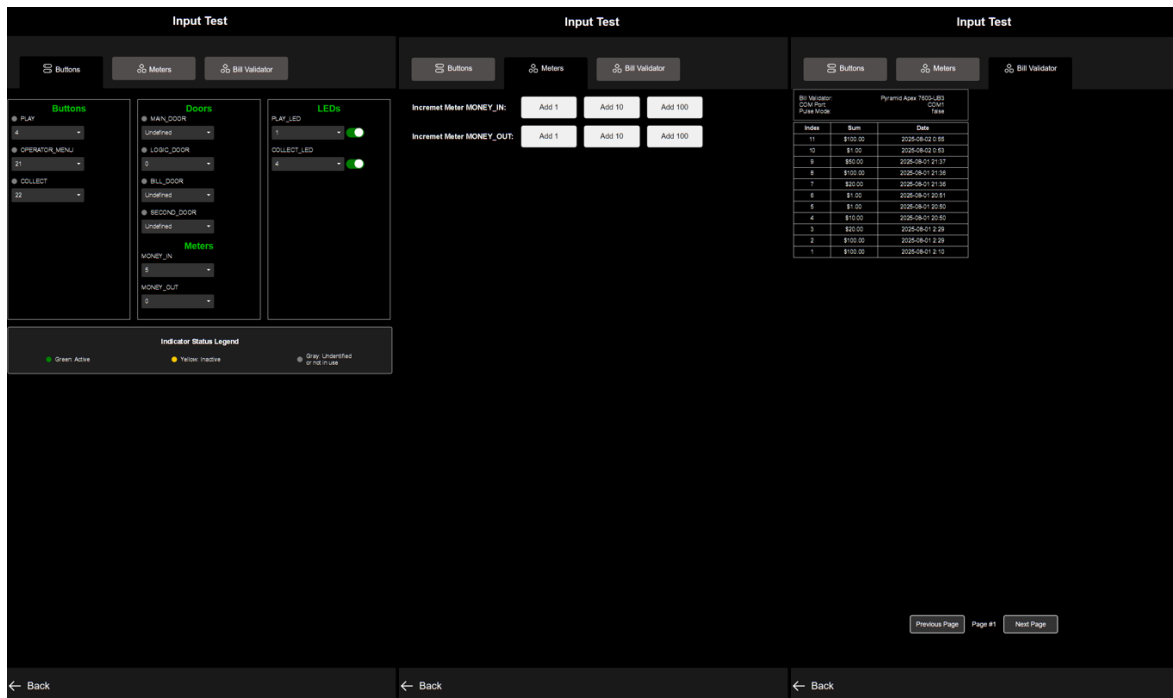 Input Test
Buttons
Meters
Bill Validator
Buttons
PLAY
4
OPERATOR_MENU
21
COLLECT
22
Doors
MAIN_DOOR
Undefined
LOGIC_DOOR
0
BILL_DOOR
Undefined
SECOND_DOOR
Undefined
Meters
MONEY_IN
5
MONEY_OUT
0
LEDs
PLAY_LED
1
COLLECT_LED
4
Indicator Status Legend
Green: Active
Yellow: Inactive
Gray: Undentified
or not in use
Back
Input Test
Buttons
Meters
Bill Validator
Incremet Meter MONEY_IN: Add 1 Add 10 Add 100
Incremet Meter MONEY_OUT: Add 1 Add 10 Add 100
Back
Input Test
Buttons
Meters
Bill Validator
Bill Validator: Pyramid Apex 7600-UB3
COM Port: COM1
Pulse Mode: false
Index Sum Date
11 $100.00 2025-08-02 0:55
10 $1.00 2025-08-02 0:53
9 $50.00 2025-08-01 21:37
8 $100.00 2025-08-01 21:36
7 $20.00 2025-08-01 21:36
6 $1.00 2025-08-01 20:51
5 $1.00 2025-08-01 20:50
4 $10.00 2025-08-01 20:50
3 $20.00 2025-08-01 2:29
2 $100.00 2025-08-01 2:29
1 $100.00 2025-08-01 2:10
Previous Page Page #1 Next Page
Back